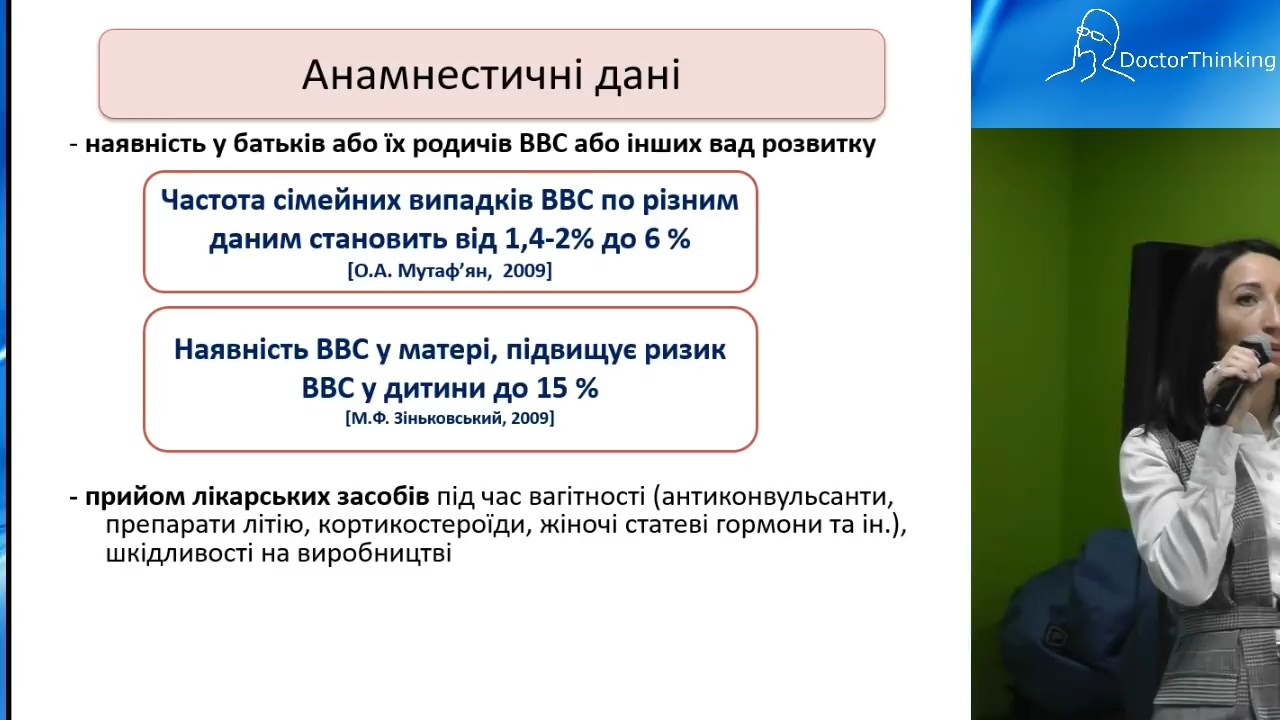 Анамнестичні дані
- наявність у батьків або їх родичів ВВС або інших вад розвитку
Частота сімейних випадків ВВС по різним
даним становить від 1,4-2% до 6 %
[О.А. Мутаф’ян, 2009]
Наявність ВВС у матері, підвищує ризик
ВВС у дитини до 15 %
[М.Ф. Зіньковський, 2009]
- прийом лікарських засобів під час вагітності (антиконвульсанти,
препарати літію, кортикостероїди, жіночі статеві гормони та ін.),
шкідливості на виробництві
DoctorThinking